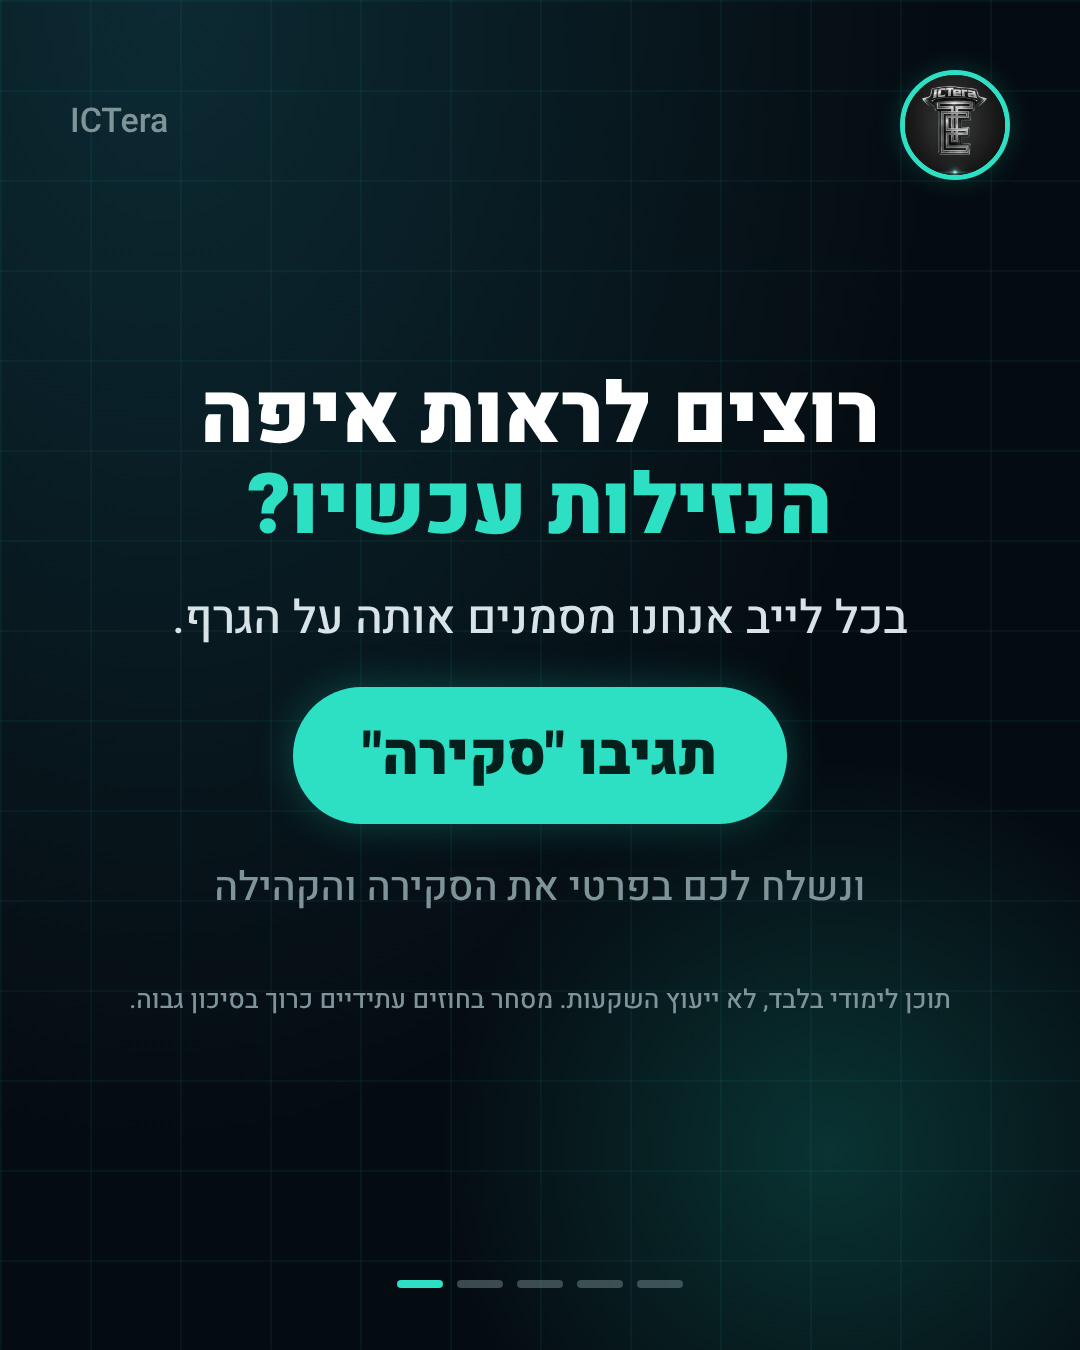 ICTera
ICTera
רוצים לראות איפה
הנזילות עכשיו?
בכל לייב אנחנו מסמנים אותה על הגרף.
תגיבו "סקירה"
ונשלח לכם בפרטי את הסקירה והקהילה
תוכן לימודי בלבד, לא ייעוץ השקעות. מסחר בחוזים עתידיים כרוך בסיכון גבוה.